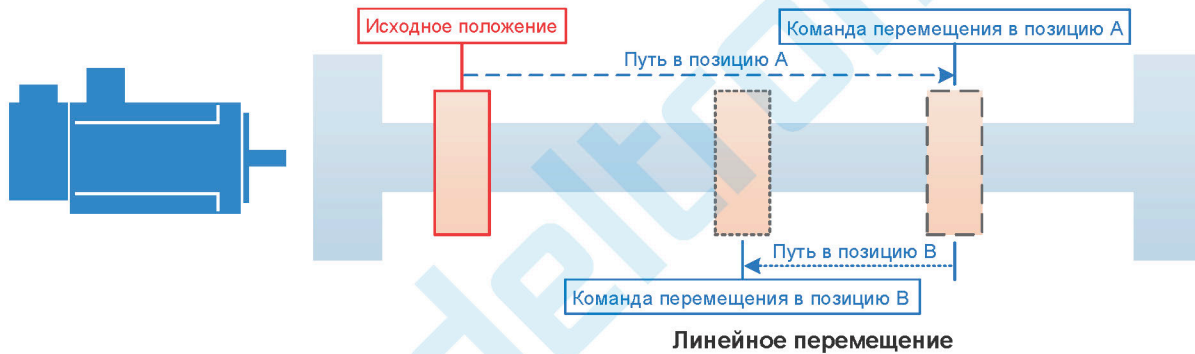 Исходное положение
Команда перемещения в позицию А
Путь в позицию А
Путь в позицию В
Команда перемещения в позицию В
Линейное перемещение